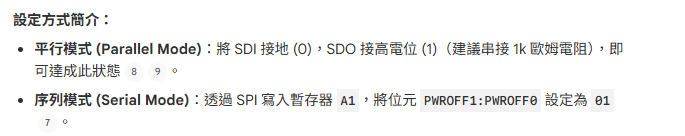 設定方式簡介：
• 平行模式 (Parallel Mode)：將 SDI 接地 (0)，SDO 接高電位 (1)（建議串接 1k 歐姆電阻），即
可達成此狀態 8 9 。
• 序列模式 (Serial Mode)：透過 SPI 寫入暫存器 A1，將位元 PWROFF1:PWROFF0 設定為 01
7 。